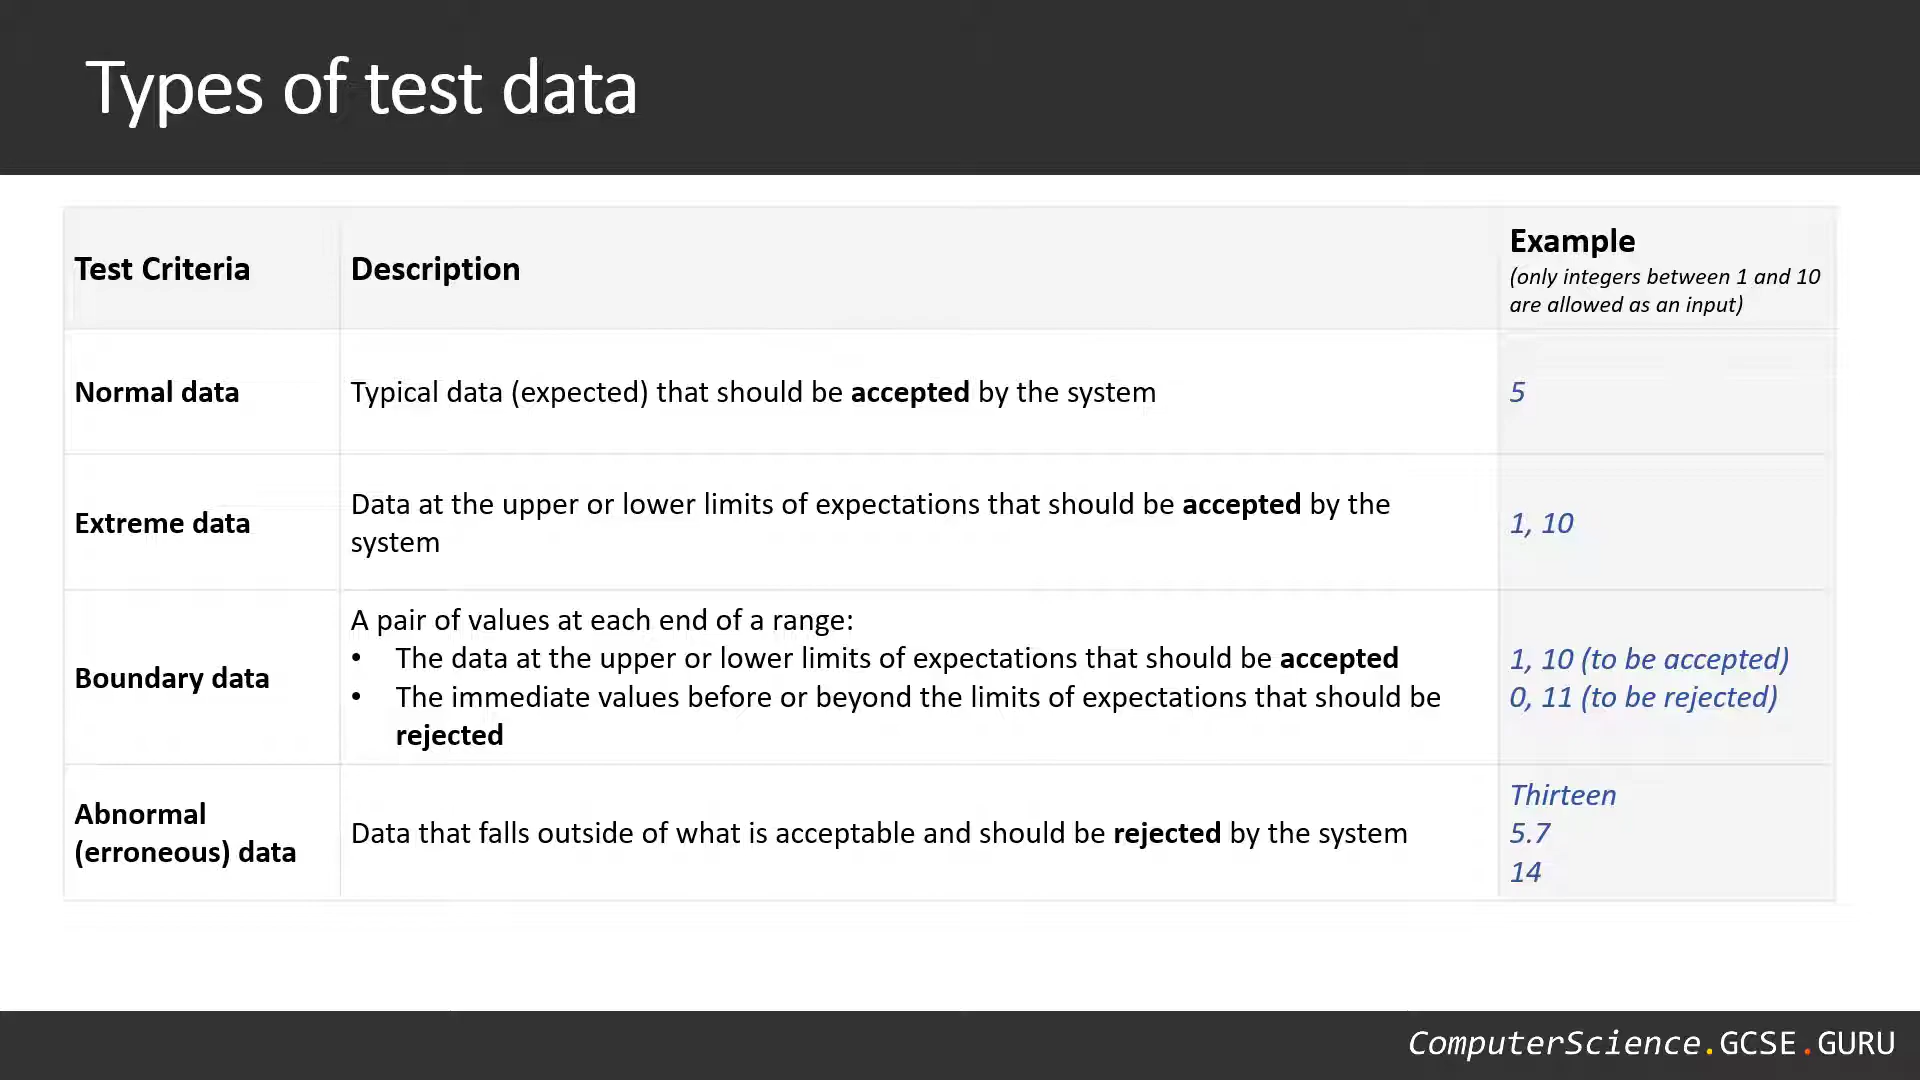 Types of test data
Test Criteria
Description
Example
(only integers between 1 and 10
are allowed as an input)
Normal data
Typical data (expected) that should be accepted by the system
5
Extreme data
Data at the upper or lower limits of expectations that should be accepted by the
system
1, 10
Boundary data
A pair of values at each end of a range:
• The data at the upper or lower limits of expectations that should be accepted
• The immediate values before or beyond the limits of expectations that should be
rejected
1, 10 (to be accepted)
0, 11 (to be rejected)
Abnormal
(erroneous) data
Data that falls outside of what is acceptable and should be rejected by the system
Thirteen
5.7
14
ComputerScience.GCSE.GURU